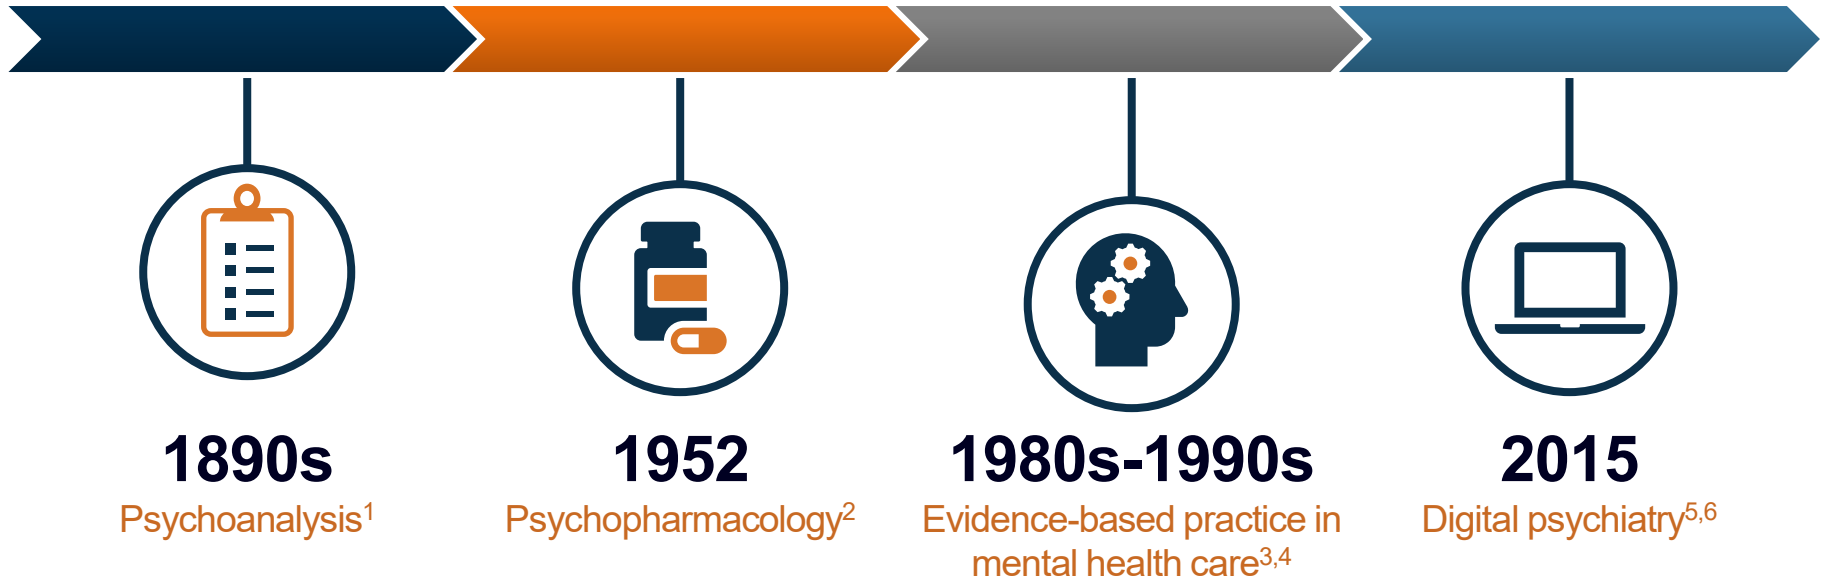 1890s
Psychoanalysis¹
1952
Psychopharmacology²
1980s-1990s
Evidence-based practice in
mental health care³,⁴
2015
Digital psychiatry⁵,⁶